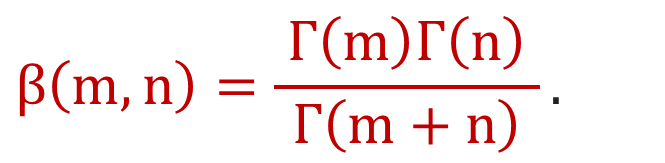 β(m, n) = Γ(m)Γ(n) / Γ(m + n) .